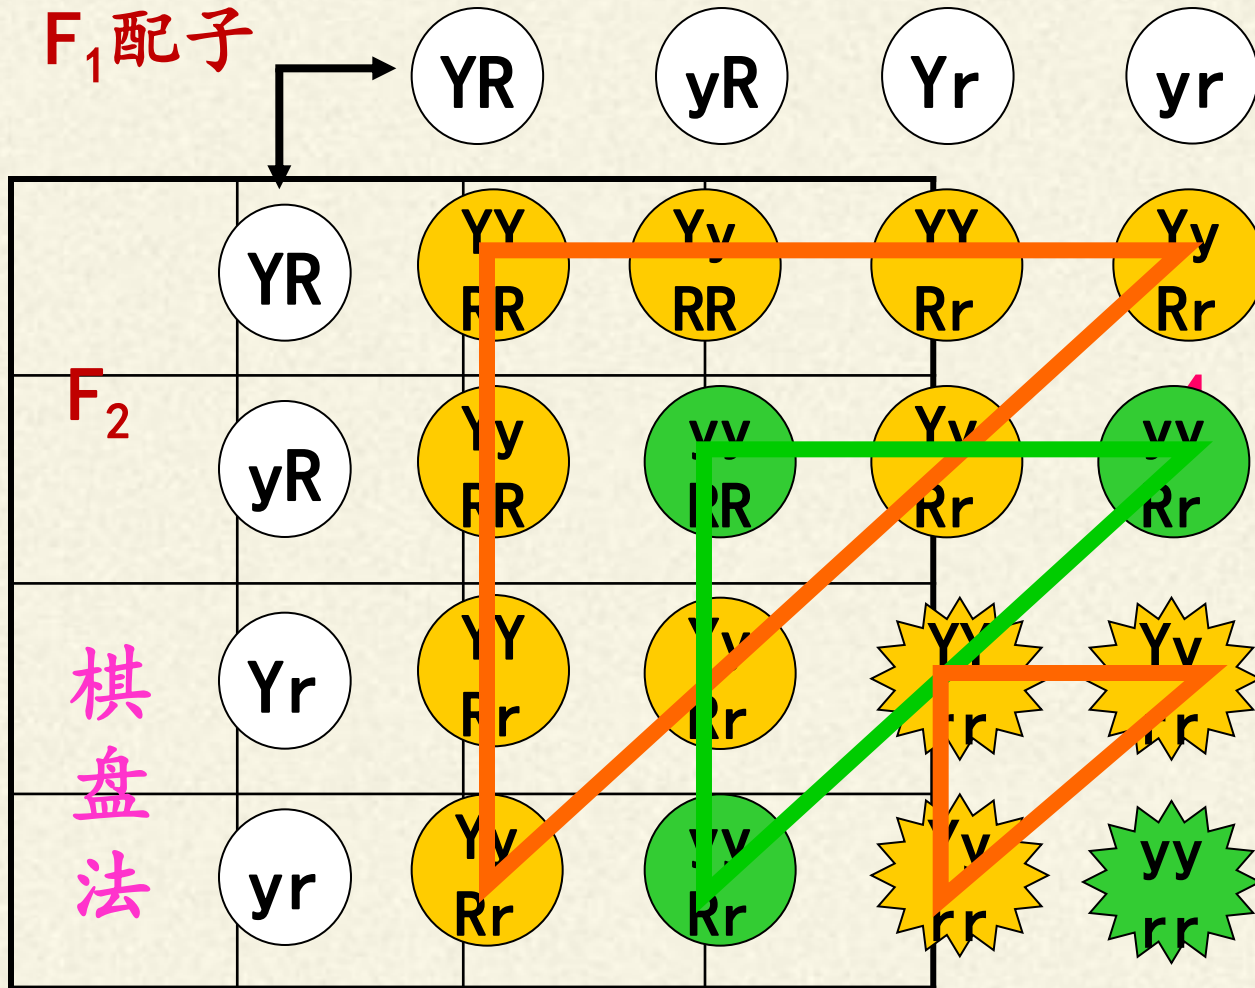 F₁配子
YR yR Yr yr
YR YY Yy YY Yy
RR RR Rr Rr
F₂
yR Yy yy Yy yy
RR RR Rr Rr
Yr YY Yy YY Yy
Rr Rr rr rr
yr Yy yy Yy yy
Rr Rr rr rr
棋
盘
法